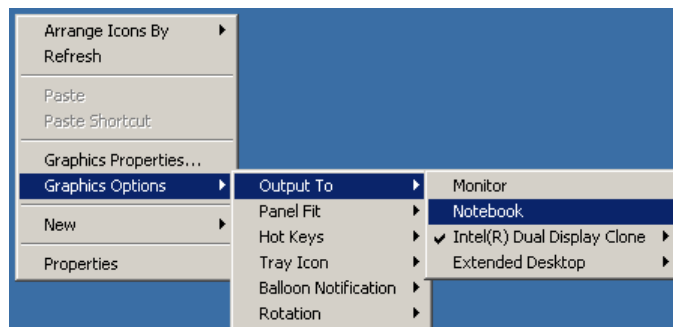 Arrange Icons By
Refresh
Paste
Paste Shortcut
Graphics Properties...
Graphics Options
New
Properties
Output To
Panel Fit
Hot Keys
Tray Icon
Balloon Notification
Rotation
Monitor
Notebook
Intel(R) Dual Display Clone
Extended Desktop